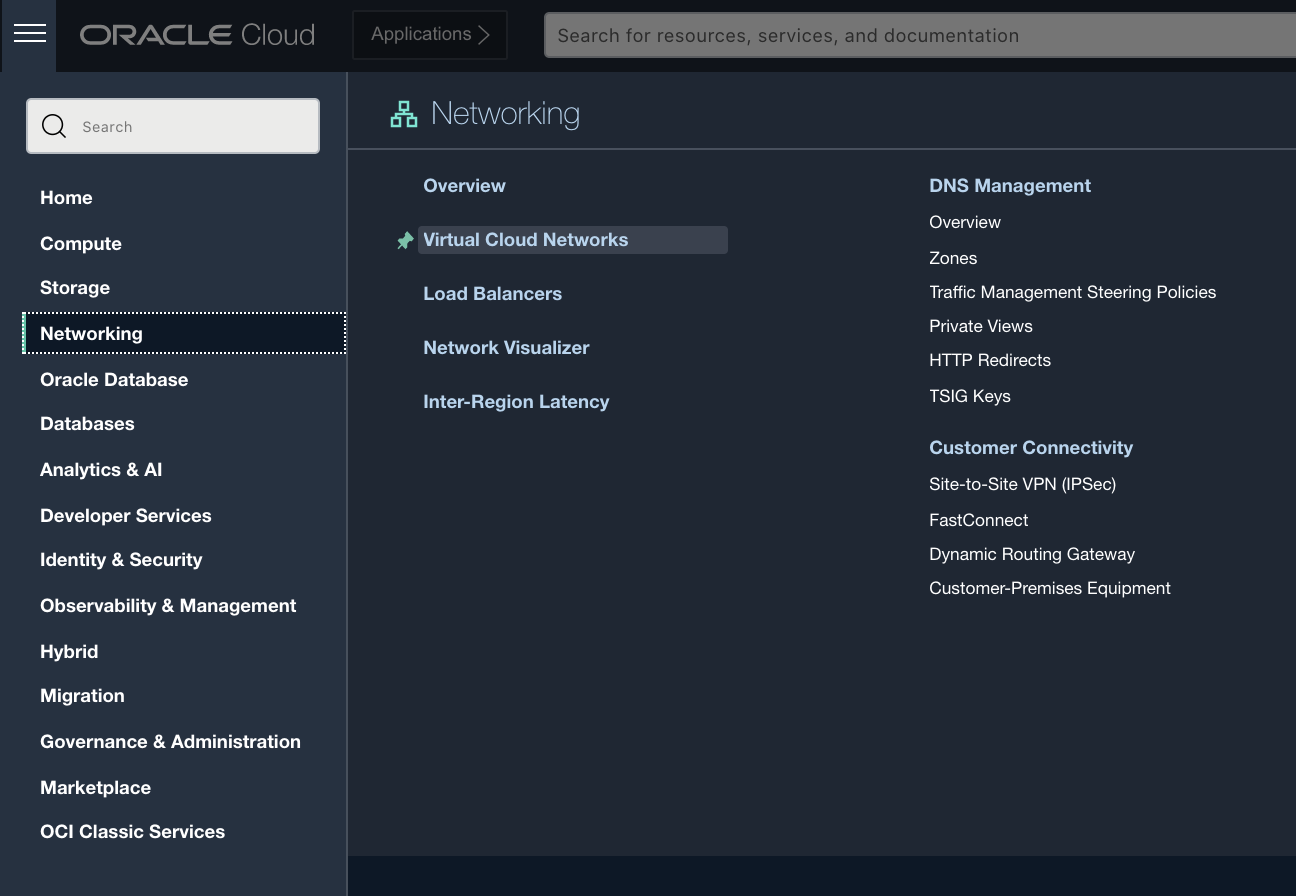 ORACLE Cloud
Applications
Search for resources, services, and documentation
Search
Home
Compute
Storage
Networking
Oracle Database
Databases
Analytics & AI
Developer Services
Identity & Security
Observability & Management
Hybrid
Migration
Governance & Administration
Marketplace
OCI Classic Services
Networking
Overview
Virtual Cloud Networks
Load Balancers
Network Visualizer
Inter-Region Latency
DNS Management
Overview
Zones
Traffic Management Steering Policies
Private Views
HTTP Redirects
TSIG Keys
Customer Connectivity
Site-to-Site VPN (IPSec)
FastConnect
Dynamic Routing Gateway
Customer-Premises Equipment